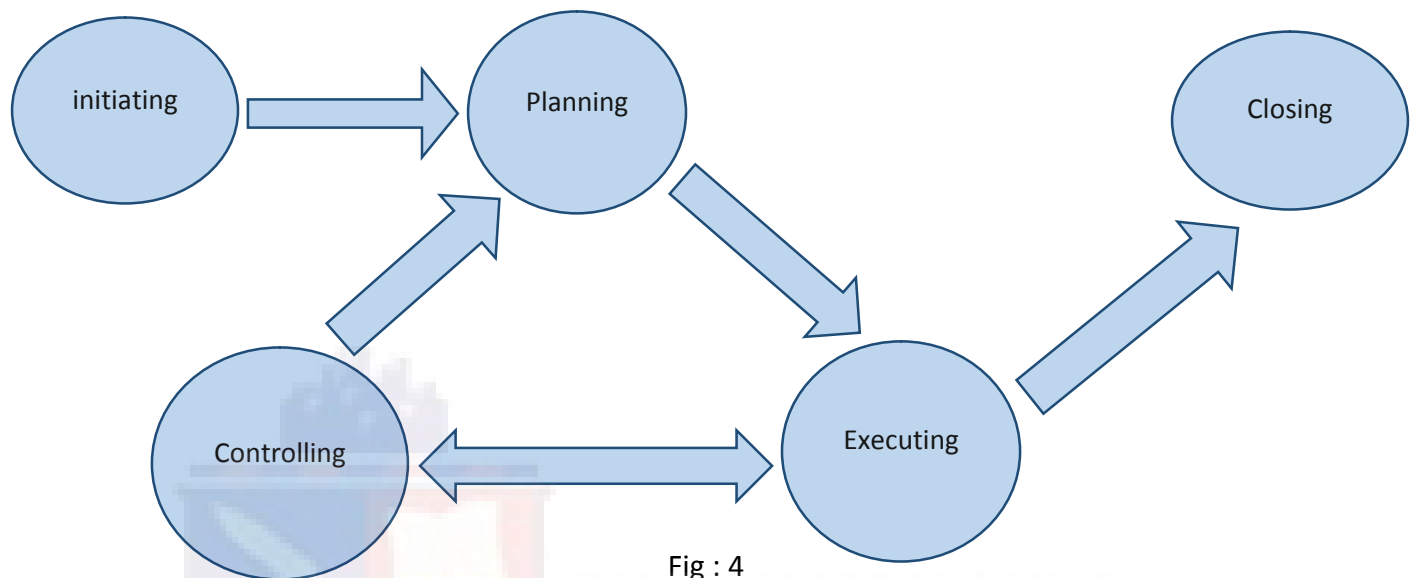 initiating
Planning
Closing
Controlling
Executing
Fig : 4